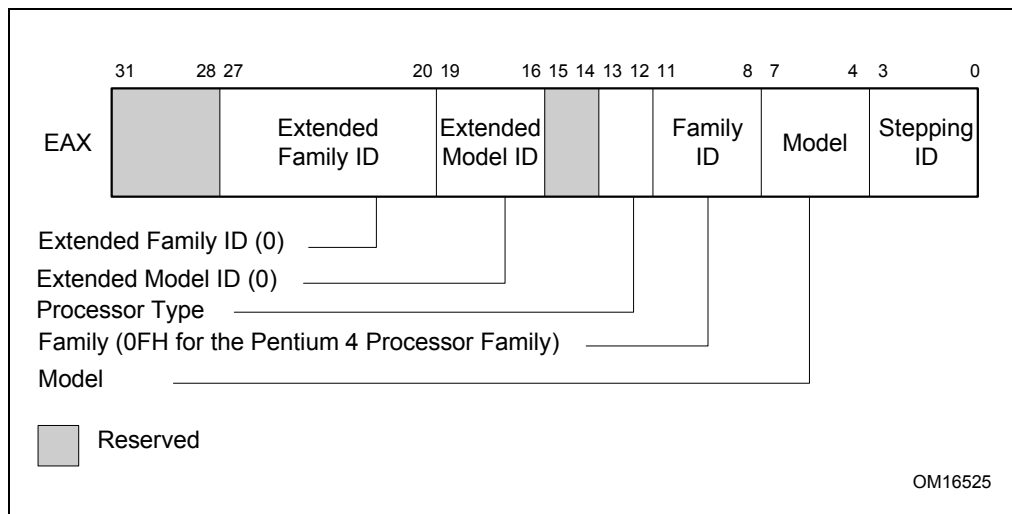 31 28 27 20 19 16 15 14 13 12 11 8 7 4 3 0
EAX
Extended Family ID
Extended Model ID
Family ID
Model
Stepping ID
Extended Family ID (0)
Extended Model ID (0)
Processor Type
Family (0FH for the Pentium 4 Processor Family)
Model
Reserved
OM16525